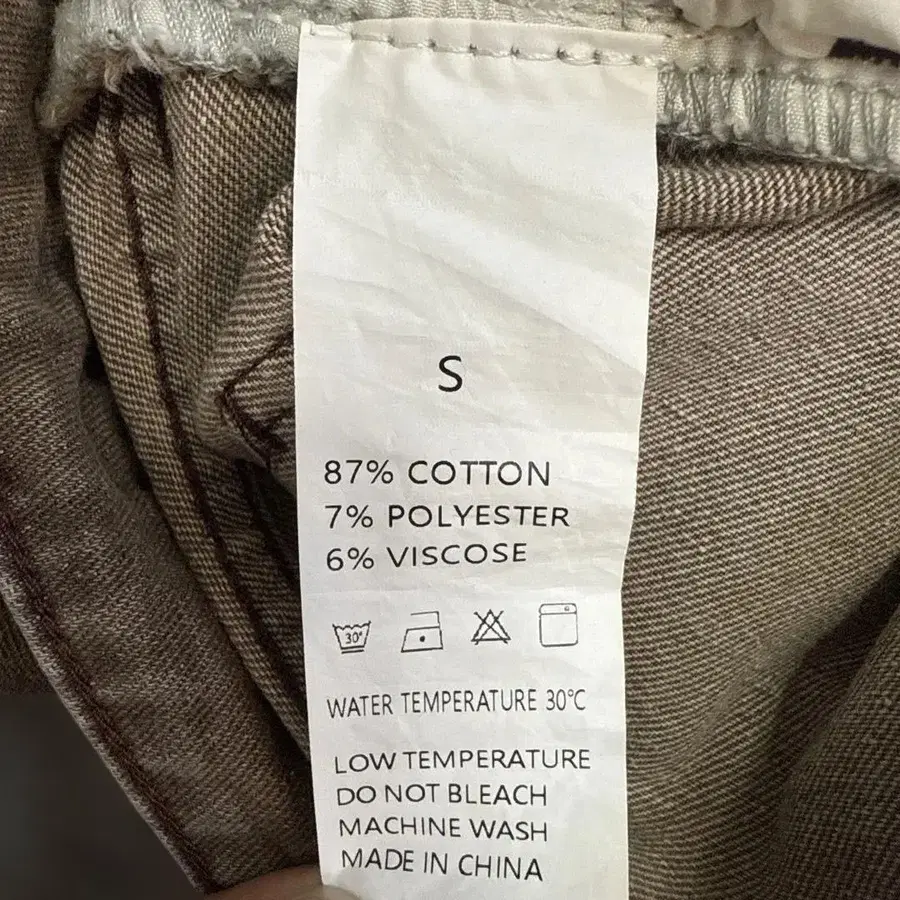 S
87% COTTON
7% POLYESTER
6% VISCOSE
30°
WATER TEMPERATURE 30℃
LOW TEMPERATURE
DO NOT BLEACH
MACHINE WASH
MADE IN CHINA